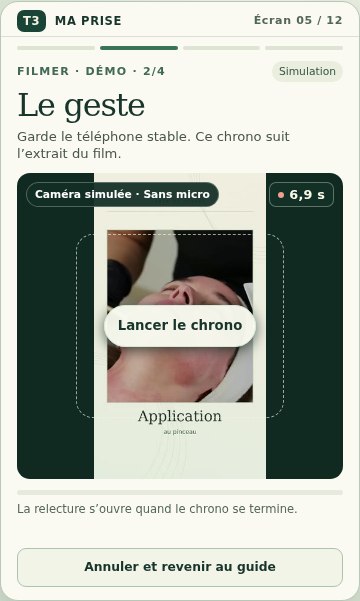 T3 MA PRISE
Écran 05 / 12
FILMER · DÉMO · 2/4
Simulation
Le geste
Garde le téléphone stable. Ce chrono suit
l’extrait du film.
Caméra simulée · Sans micro
6,9 s
Lancer le chrono
Application
au pinceau
La relecture s’ouvre quand le chrono se termine.
Annuler et revenir au guide